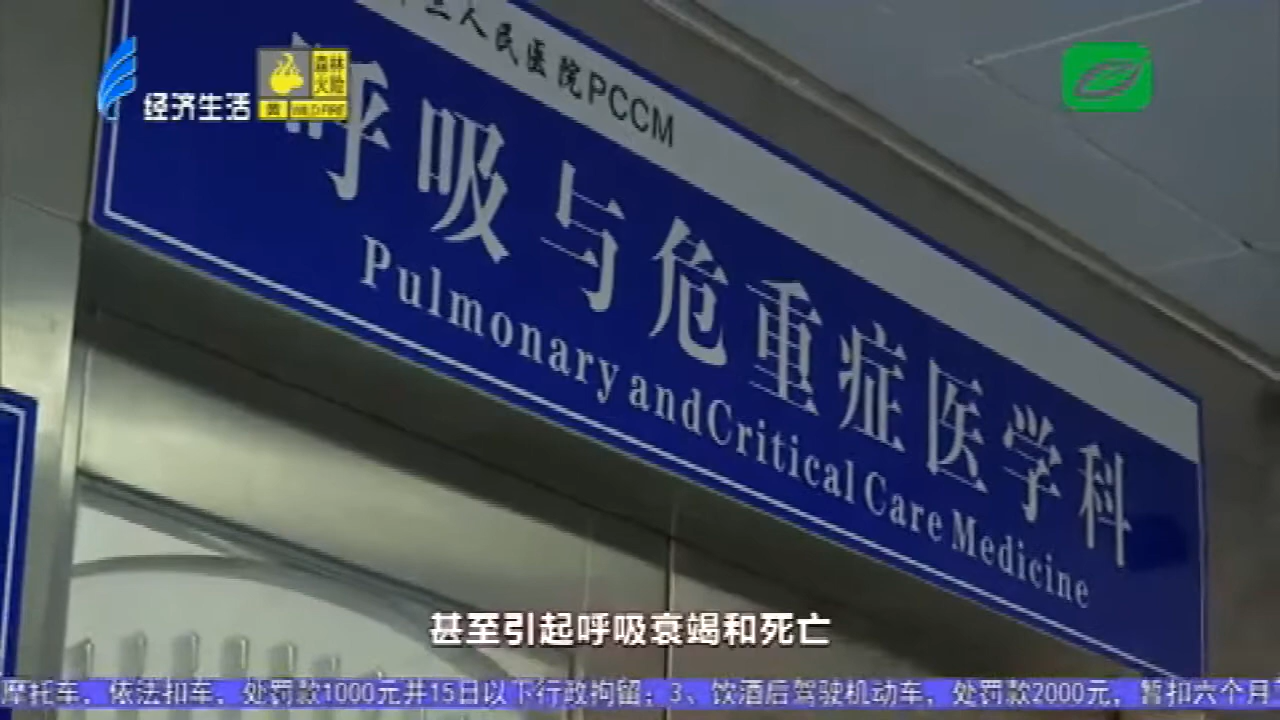 人民医院PCCM
经济生活
森林
火险
黄 WILD FIRE
呼吸与危重症医学科
Pulmonary and Critical Care Medicine
甚至引起呼吸衰竭和死亡
摩托车，依法扣车，处罚款1000元并15日以下行政拘留；3、饮酒后驾驶机动车，处罚款2000元，暂扣六个月